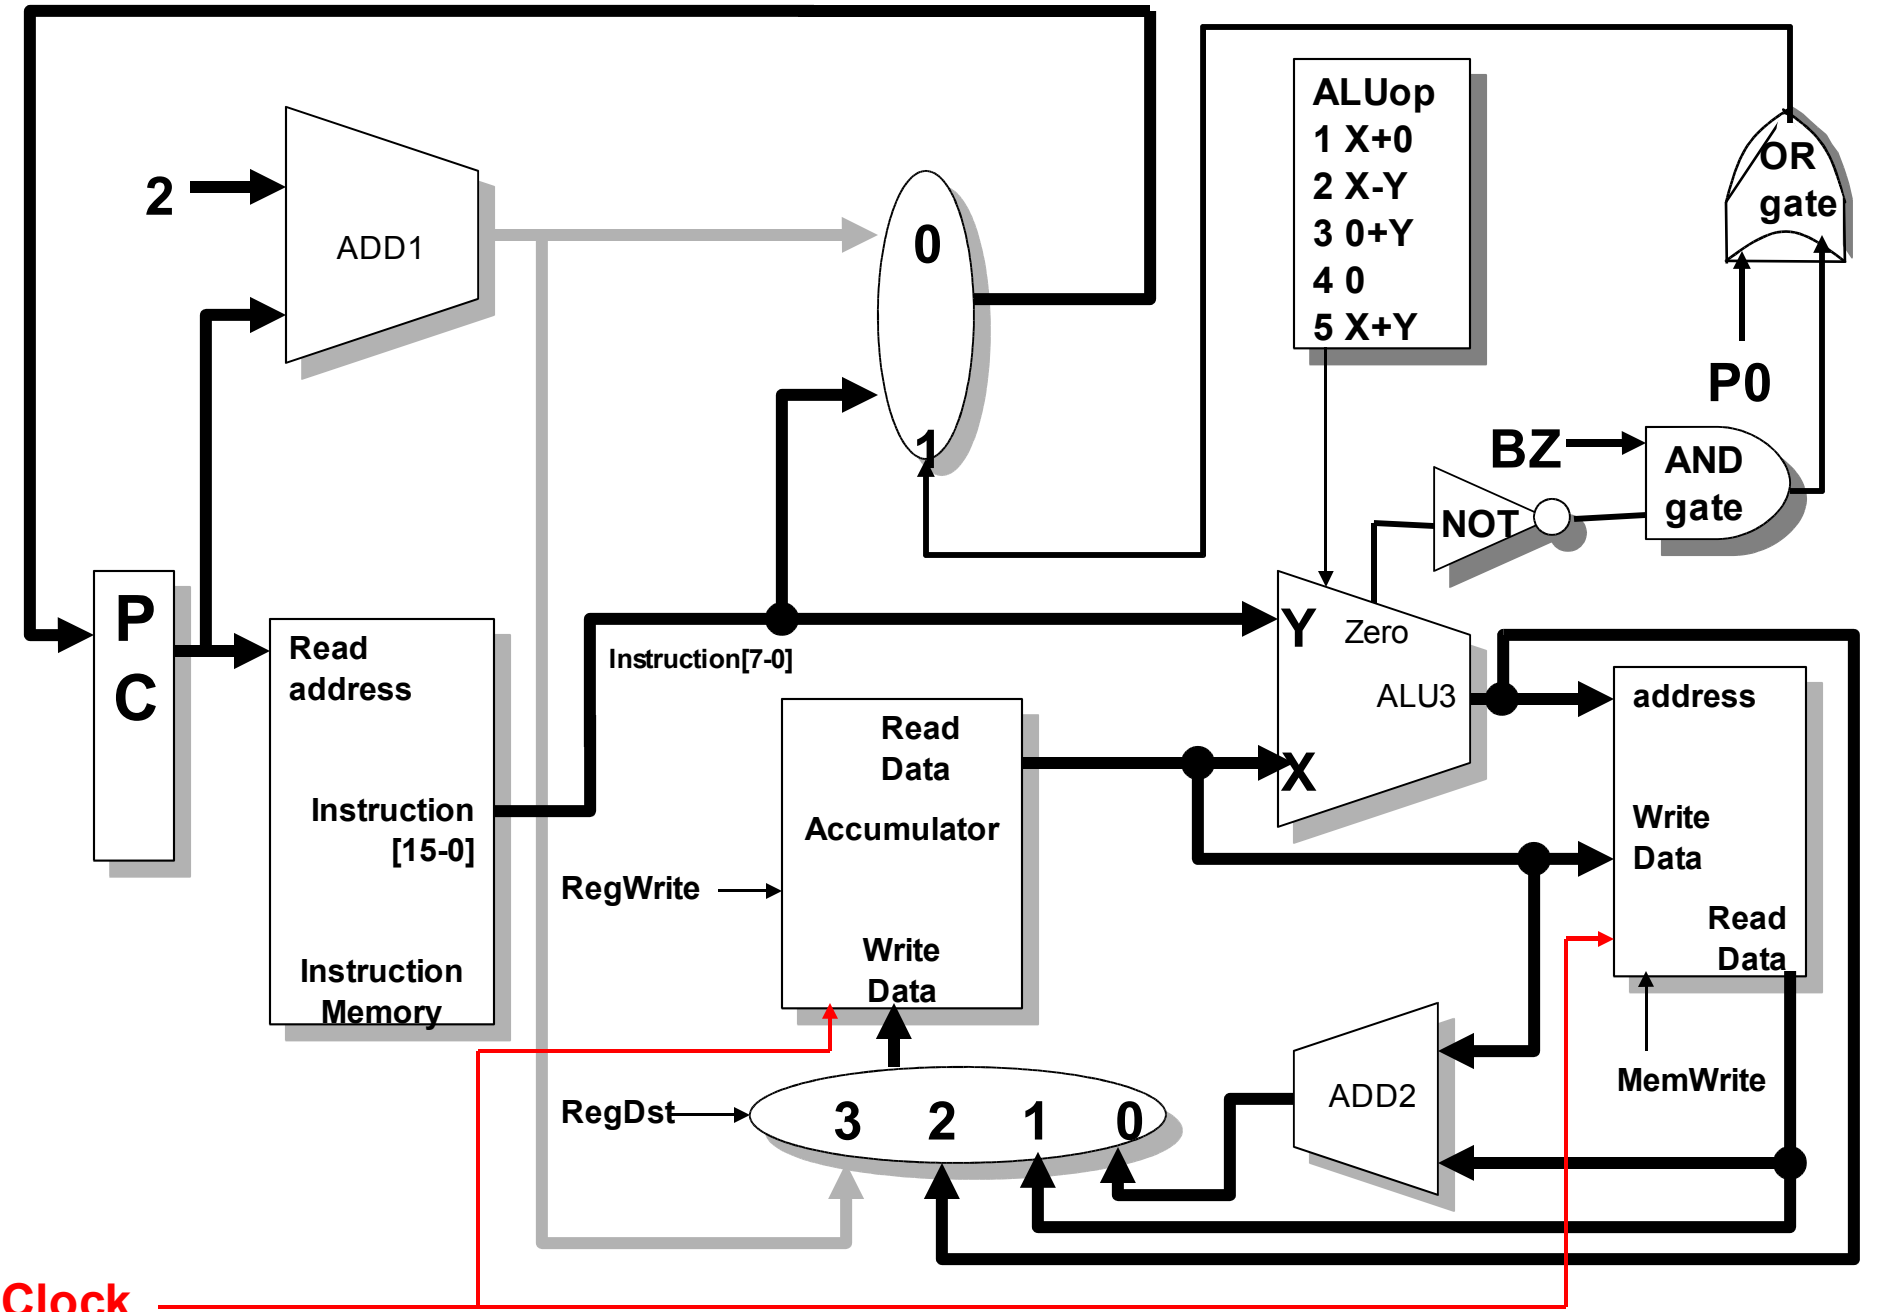 ALUop
1 X+0
2 X-Y
3 0+Y
4 0
5 X+Y
OR
gate
2
ADD1
0
1
P0
BZ
AND
gate
NOT
P
C
Read
address
Instruction
[15-0]
Instruction
Memory
Instruction[7-0]
Y
Zero
ALU3
X
Read
Data
Accumulator
Write
Data
RegWrite
address
Write
Data
Read
Data
MemWrite
ADD2
RegDst
3 2 1 0
Clock